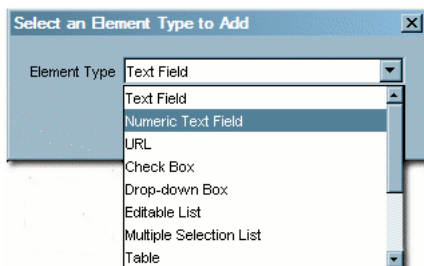 Select an Element Type to Add
Element Type Text Field
Text Field
Numeric Text Field
URL
Check Box
Drop-down Box
Editable List
Multiple Selection List
Table